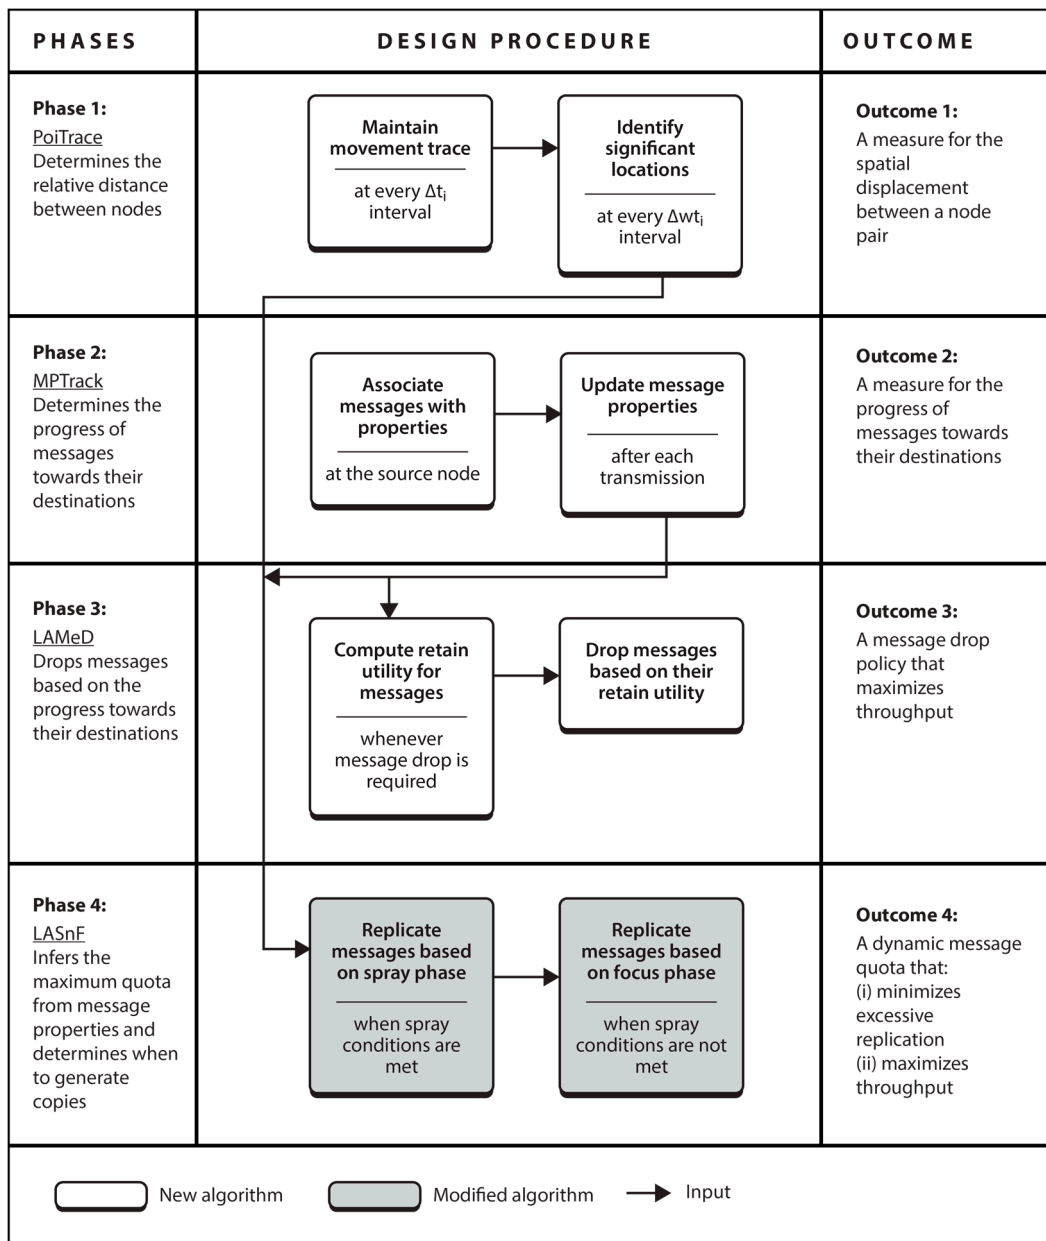 PHASES
DESIGN PROCEDURE
OUTCOME
Phase 1:
PoiTrace
Determines the
relative distance
between nodes
Maintain
movement trace
at every Δti
interval
Identify
significant
locations
at every Δwti
interval
Outcome 1:
A measure for the
spatial
displacement
between a node
pair
Phase 2:
MPTrack
Determines the
progress of
messages
towards their
destinations
Associate
messages with
properties
at the source node
Update message
properties
after each
transmission
Outcome 2:
A measure for the
progress of
messages towards
their destinations
Phase 3:
LAMeD
Drops messages
based on the
progress towards
their destinations
Compute retain
utility for
messages
whenever
message drop is
required
Drop messages
based on their
retain utility
Outcome 3:
A message drop
policy that
maximizes
throughput
Phase 4:
LASnF
Infers the
maximum quota
from message
properties and
determines when
to generate
copies
Replicate
messages based
on spray phase
when spray
conditions are
met
Replicate
messages based
on focus phase
when spray
conditions are not
met
Outcome 4:
A dynamic message
quota that:
(i) minimizes
excessive
replication
(ii) maximizes
throughput
New algorithm
Modified algorithm
Input